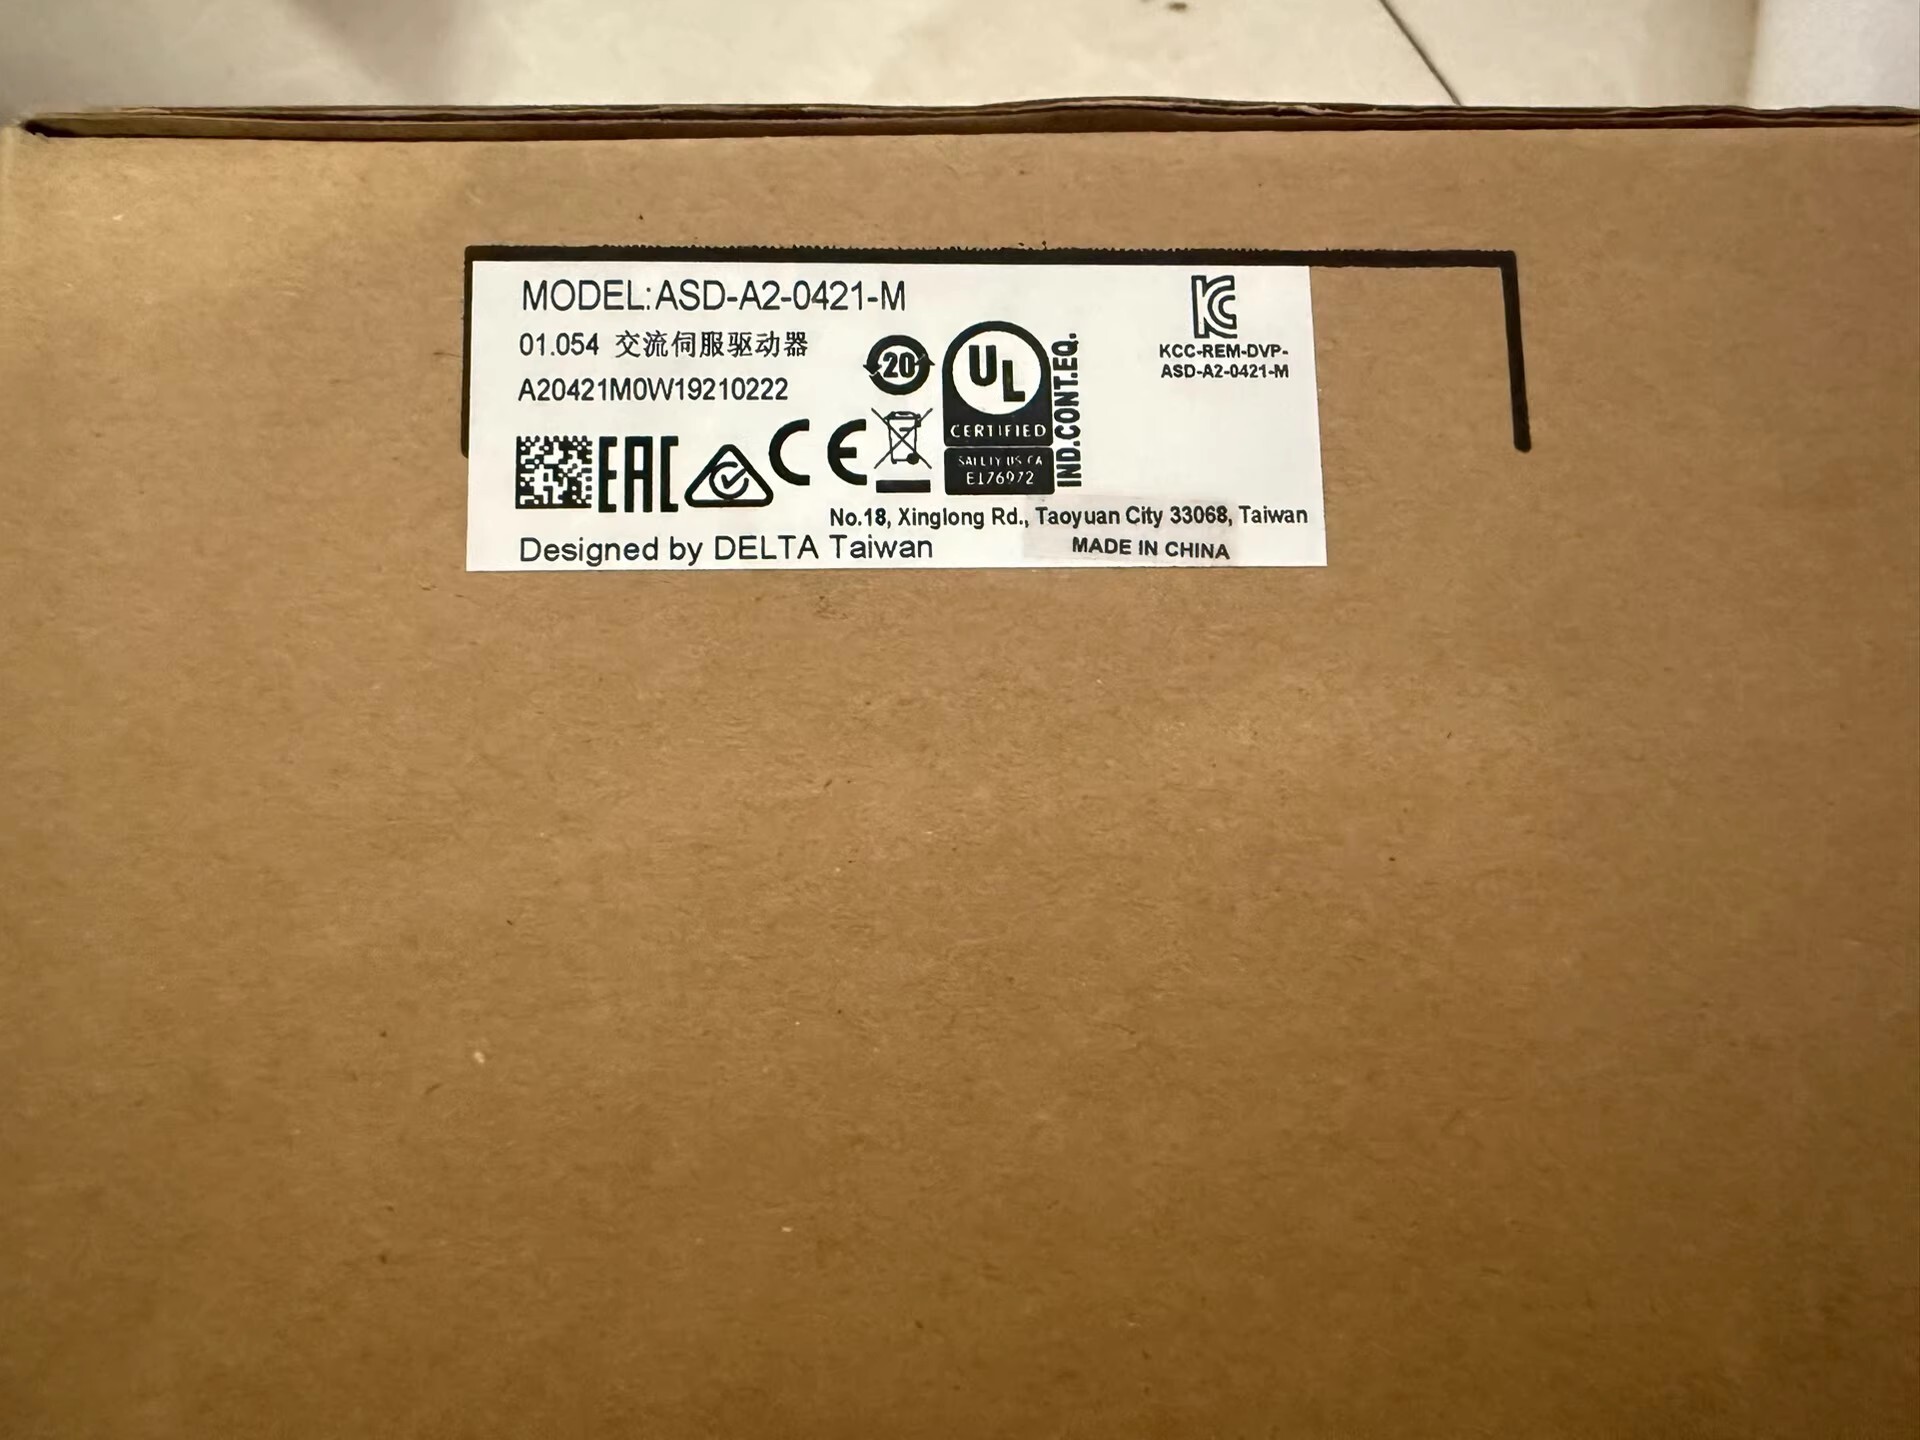 MODEL:ASD-A2-0421-M
01.054 交流伺服驱动器
A20421M0W19210222
20
UL
CERTIFIED
SAFETY US CA
E176972
IND.CONT.EQ.
KC
KCC-REM-DVP-
ASD-A2-0421-M
EAC
CE
No.18, Xinglong Rd., Taoyuan City 33068, Taiwan
Designed by DELTA Taiwan
MADE IN CHINA